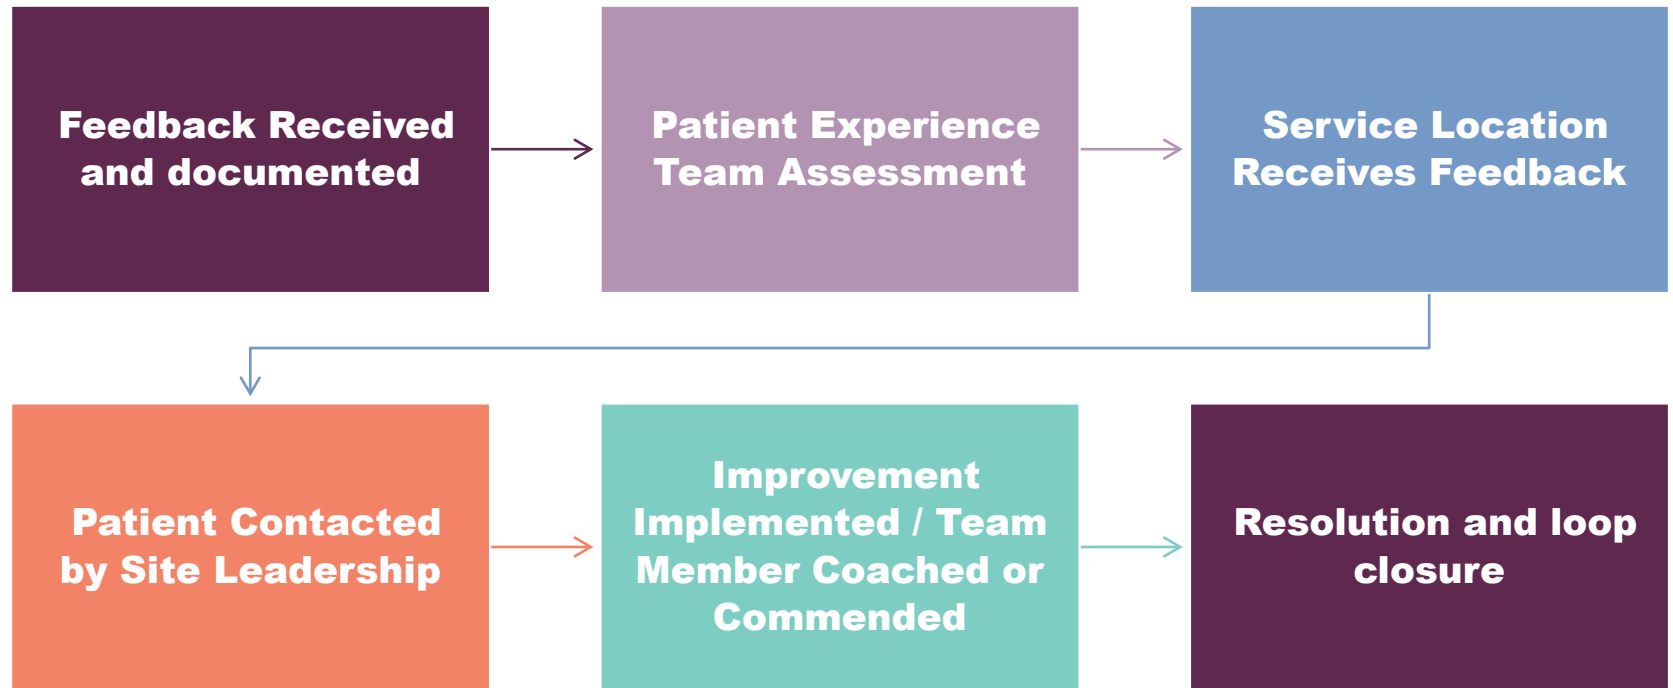 Feedback Received
and documented
Patient Experience
Team Assessment
Service Location
Receives Feedback
Patient Contacted
by Site Leadership
Improvement
Implemented / Team
Member Coached or
Commended
Resolution and loop
closure